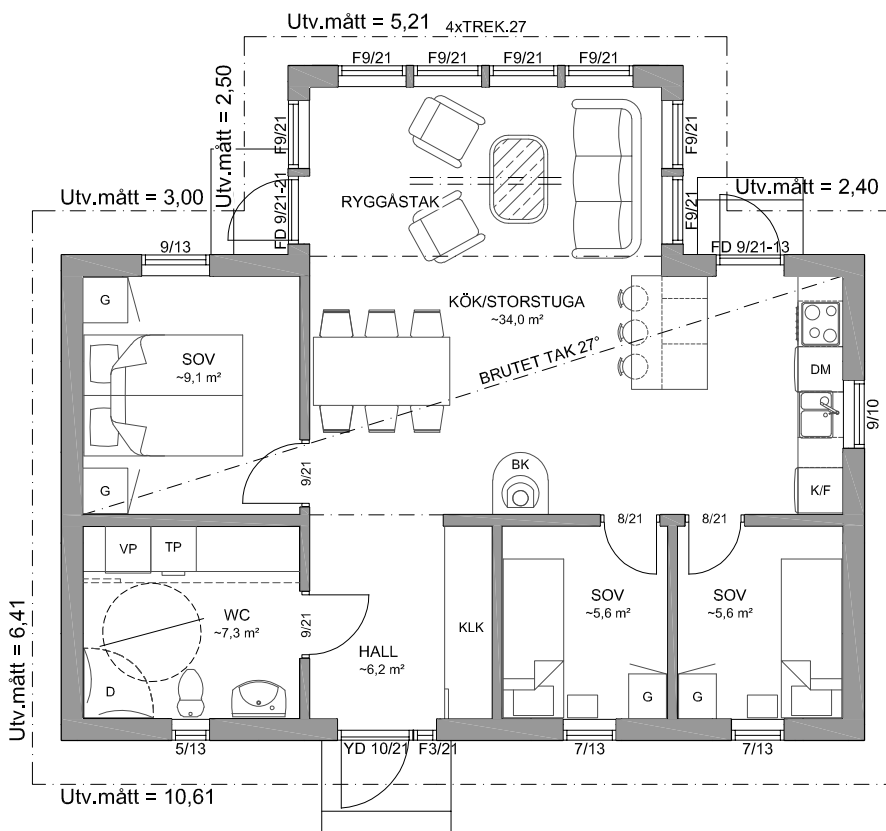 Utv.mått = 5,21
4xTREK.27
F9/21
F9/21
F9/21
F9/21
Utv.mått = 2,50
F9/21
F9/21
Utv.mått = 3,00
RYGGÅSTAK
Utv.mått = 2,40
FD 9/21-21
F9/21
9/13
FD 9/21-13
G
KÖK/STORSTUGA
~34,0 m²
SOV
~9,1 m²
BRUTET TAK 27°
DM
9/10
G
9/21
BK
K/F
8/21
8/21
VP
TP
WC
~7,3 m²
9/21
SOV
~5,6 m²
SOV
~5,6 m²
KLK
HALL
~6,2 m²
D
G
G
Utv.mått = 6,41
5/13
YD 10/21
F3/21
7/13
7/13
Utv.mått = 10,61